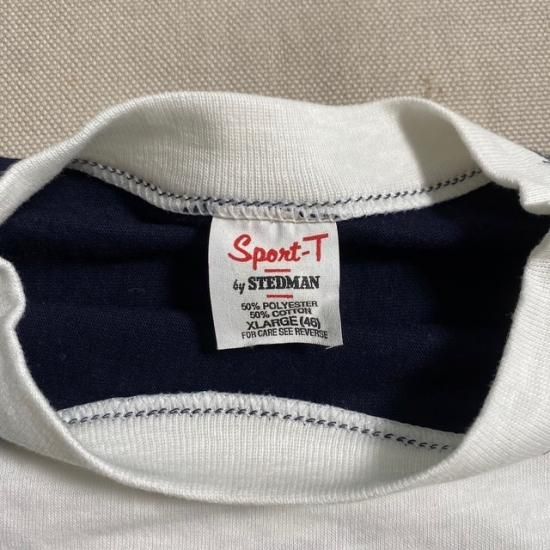 Sport-T
by STEDMAN
50% POLYESTER
50% COTTON
XLARGE (46)
FOR CARE SEE REVERSE